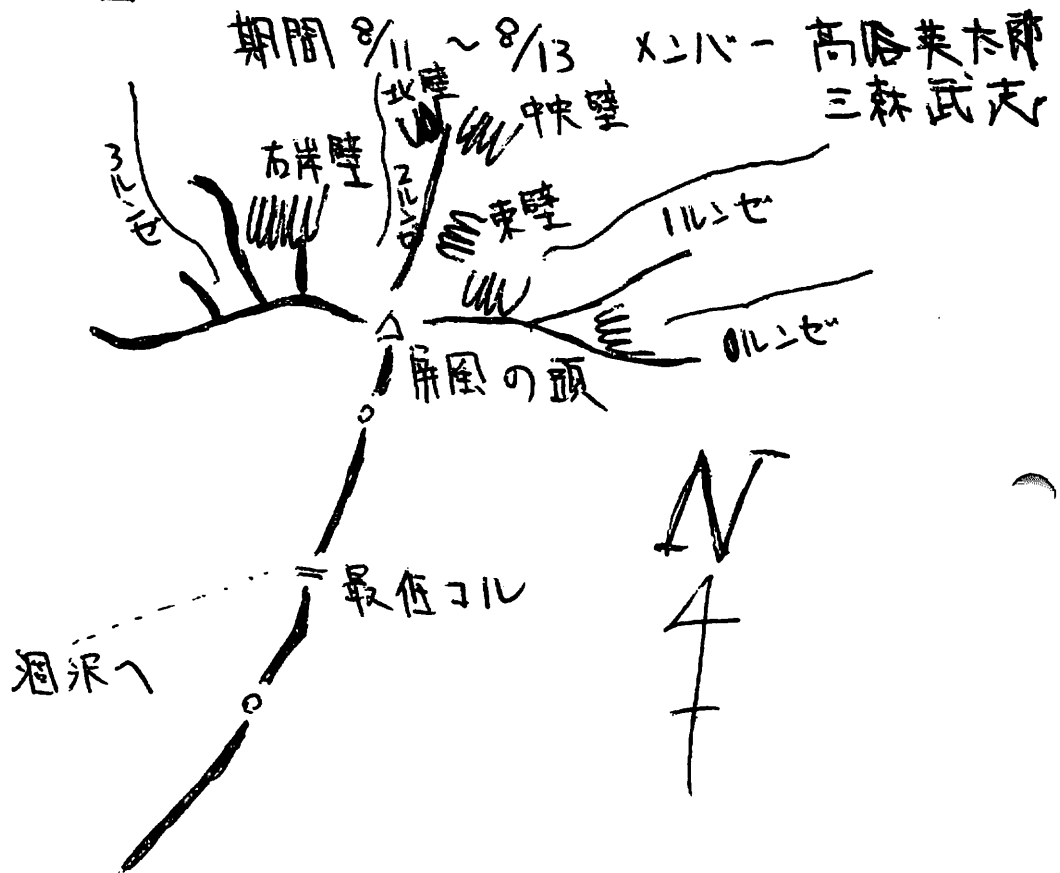 期間 8/11 ~ 8/13 メンバー 高啓英太郎
三森武志
北壁
中央壁
右岸壁
3ルンゼ
2ルンゼ
東壁
1ルンゼ
0ルンゼ
屏風の頭
N
最低コル
涸沢へ